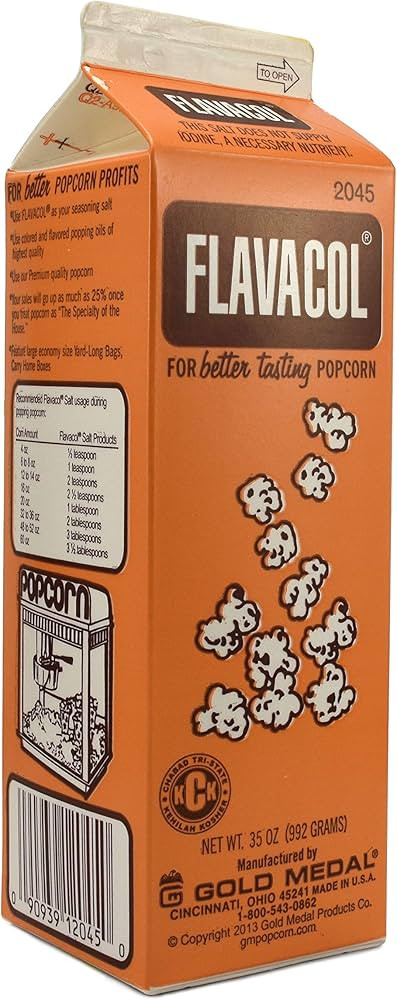 TO OPEN
FLAVACOL
THIS SALT DOES NOT SUPPLY
IODINE, A NECESSARY NUTRIENT.
2045
FLAVACOL®
FOR better tasting POPCORN
CHARAD TRI-STATE
KCK
KEHILAH KOSHER
NET WT. 35 OZ (992 GRAMS)
Manufactured by
G GOLD MEDAL®
CINCINNATI, OHIO 45241 MADE IN U.S.A.
1-800-543-0862
© Copyright 2013 Gold Medal Products Co.
gmpopcorn.com
FOR better POPCORN PROFITS
*Use FLAVACOL® as your seasoning salt
*Use colored and flavored popping oils of
highest quality
*Use our Premium quality popcorn
*Your sales will go up as much as 25% once
you treat popcorn as "The Specialty of the
House."
*Feature large economy size Yard-Long Bags,
Carry Home Boxes
Recommended Flavacol® Salt usage during
popping popcorn:
Corn Amount Flavacol® Salt Products
4 oz ½ teaspoon
6 to 8 oz 1 teaspoon
12 to 14 oz 2 teaspoons
16 oz 2 ½ teaspoons
20 oz 1 tablespoon
32 to 36 oz 2 tablespoons
48 to 52 oz 3 tablespoons
60 oz 3 ½ tablespoons
POPCORN
0 90939 12045 0